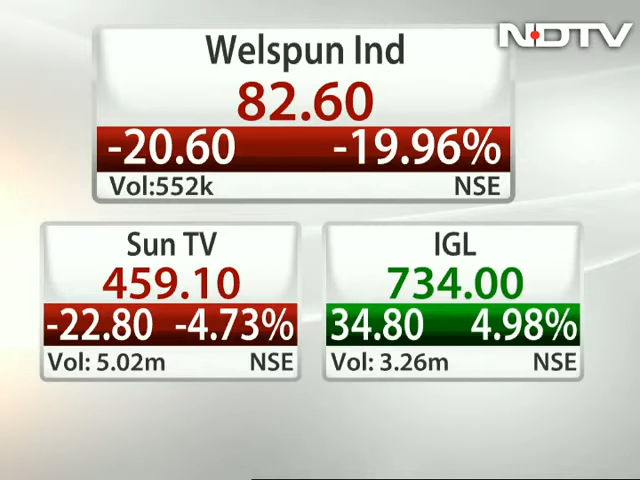 NDTV
Welspun Ind
82.60
-20.60 -19.96%
Vol:552k NSE
Sun TV
459.10
-22.80 -4.73%
Vol: 5.02m NSE
IGL
734.00
34.80 4.98%
Vol: 3.26m NSE